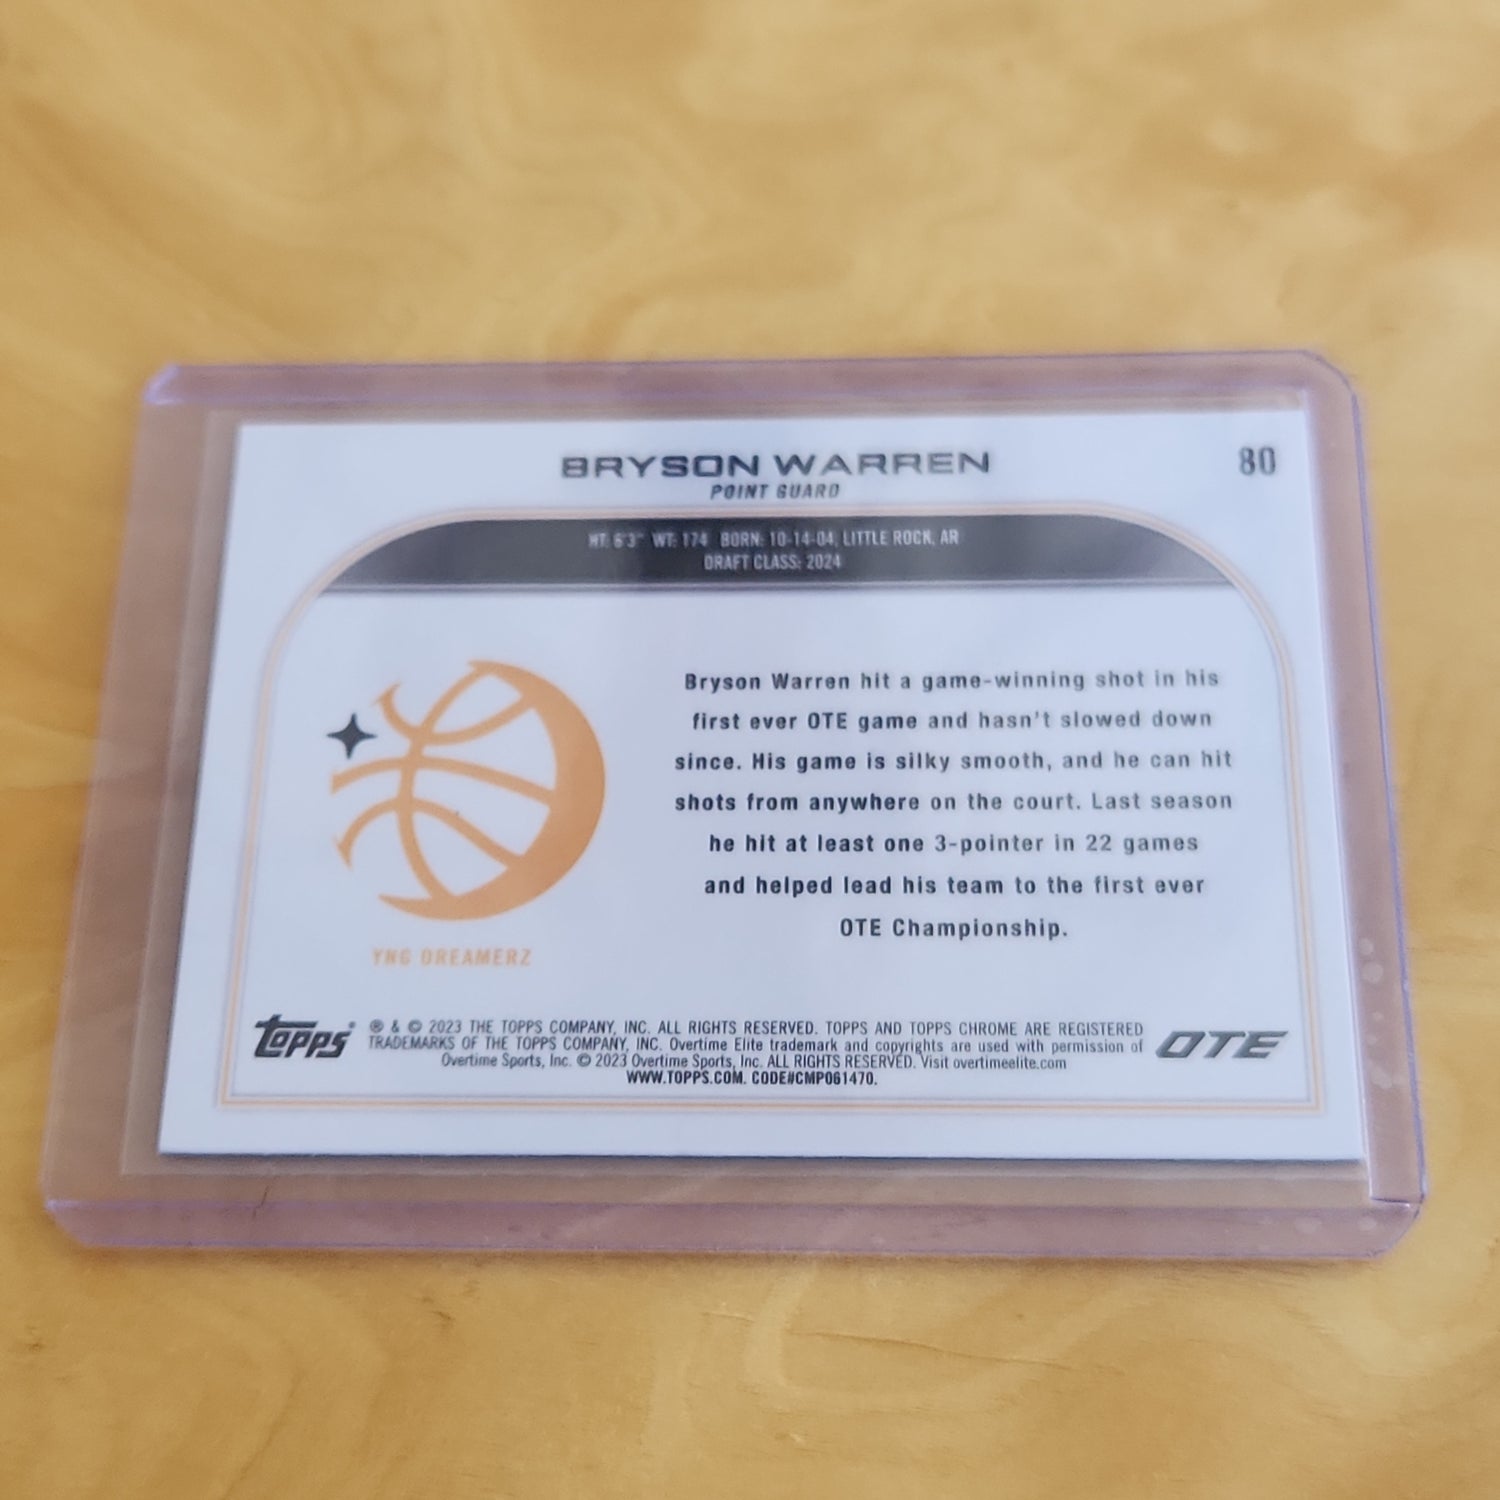 BRYSON WARREN
80
POINT GUARD
HT: 6'3" WT: 174 BORN: 10-14-04, LITTLE ROCK, AR
DRAFT CLASS: 2024
Bryson Warren hit a game-winning shot in his
first ever OTE game and hasn't slowed down
since. His game is silky smooth, and he can hit
shots from anywhere on the court. Last season
he hit at least one 3-pointer in 22 games
and helped lead his team to the first ever
OTE Championship.
YNG DREAMERZ
topps
® & © 2023 THE TOPPS COMPANY, INC. ALL RIGHTS RESERVED. TOPPS AND TOPPS CHROME ARE REGISTERED
TRADEMARKS OF THE TOPPS COMPANY, INC. Overtime Elite trademark and copyrights are used with permission of
Overtime Sports, Inc. © 2023 Overtime Sports, Inc. ALL RIGHTS RESERVED. Visit overtimeelite.com
WWW.TOPPS.COM. CODE#CMP061470.
OTE